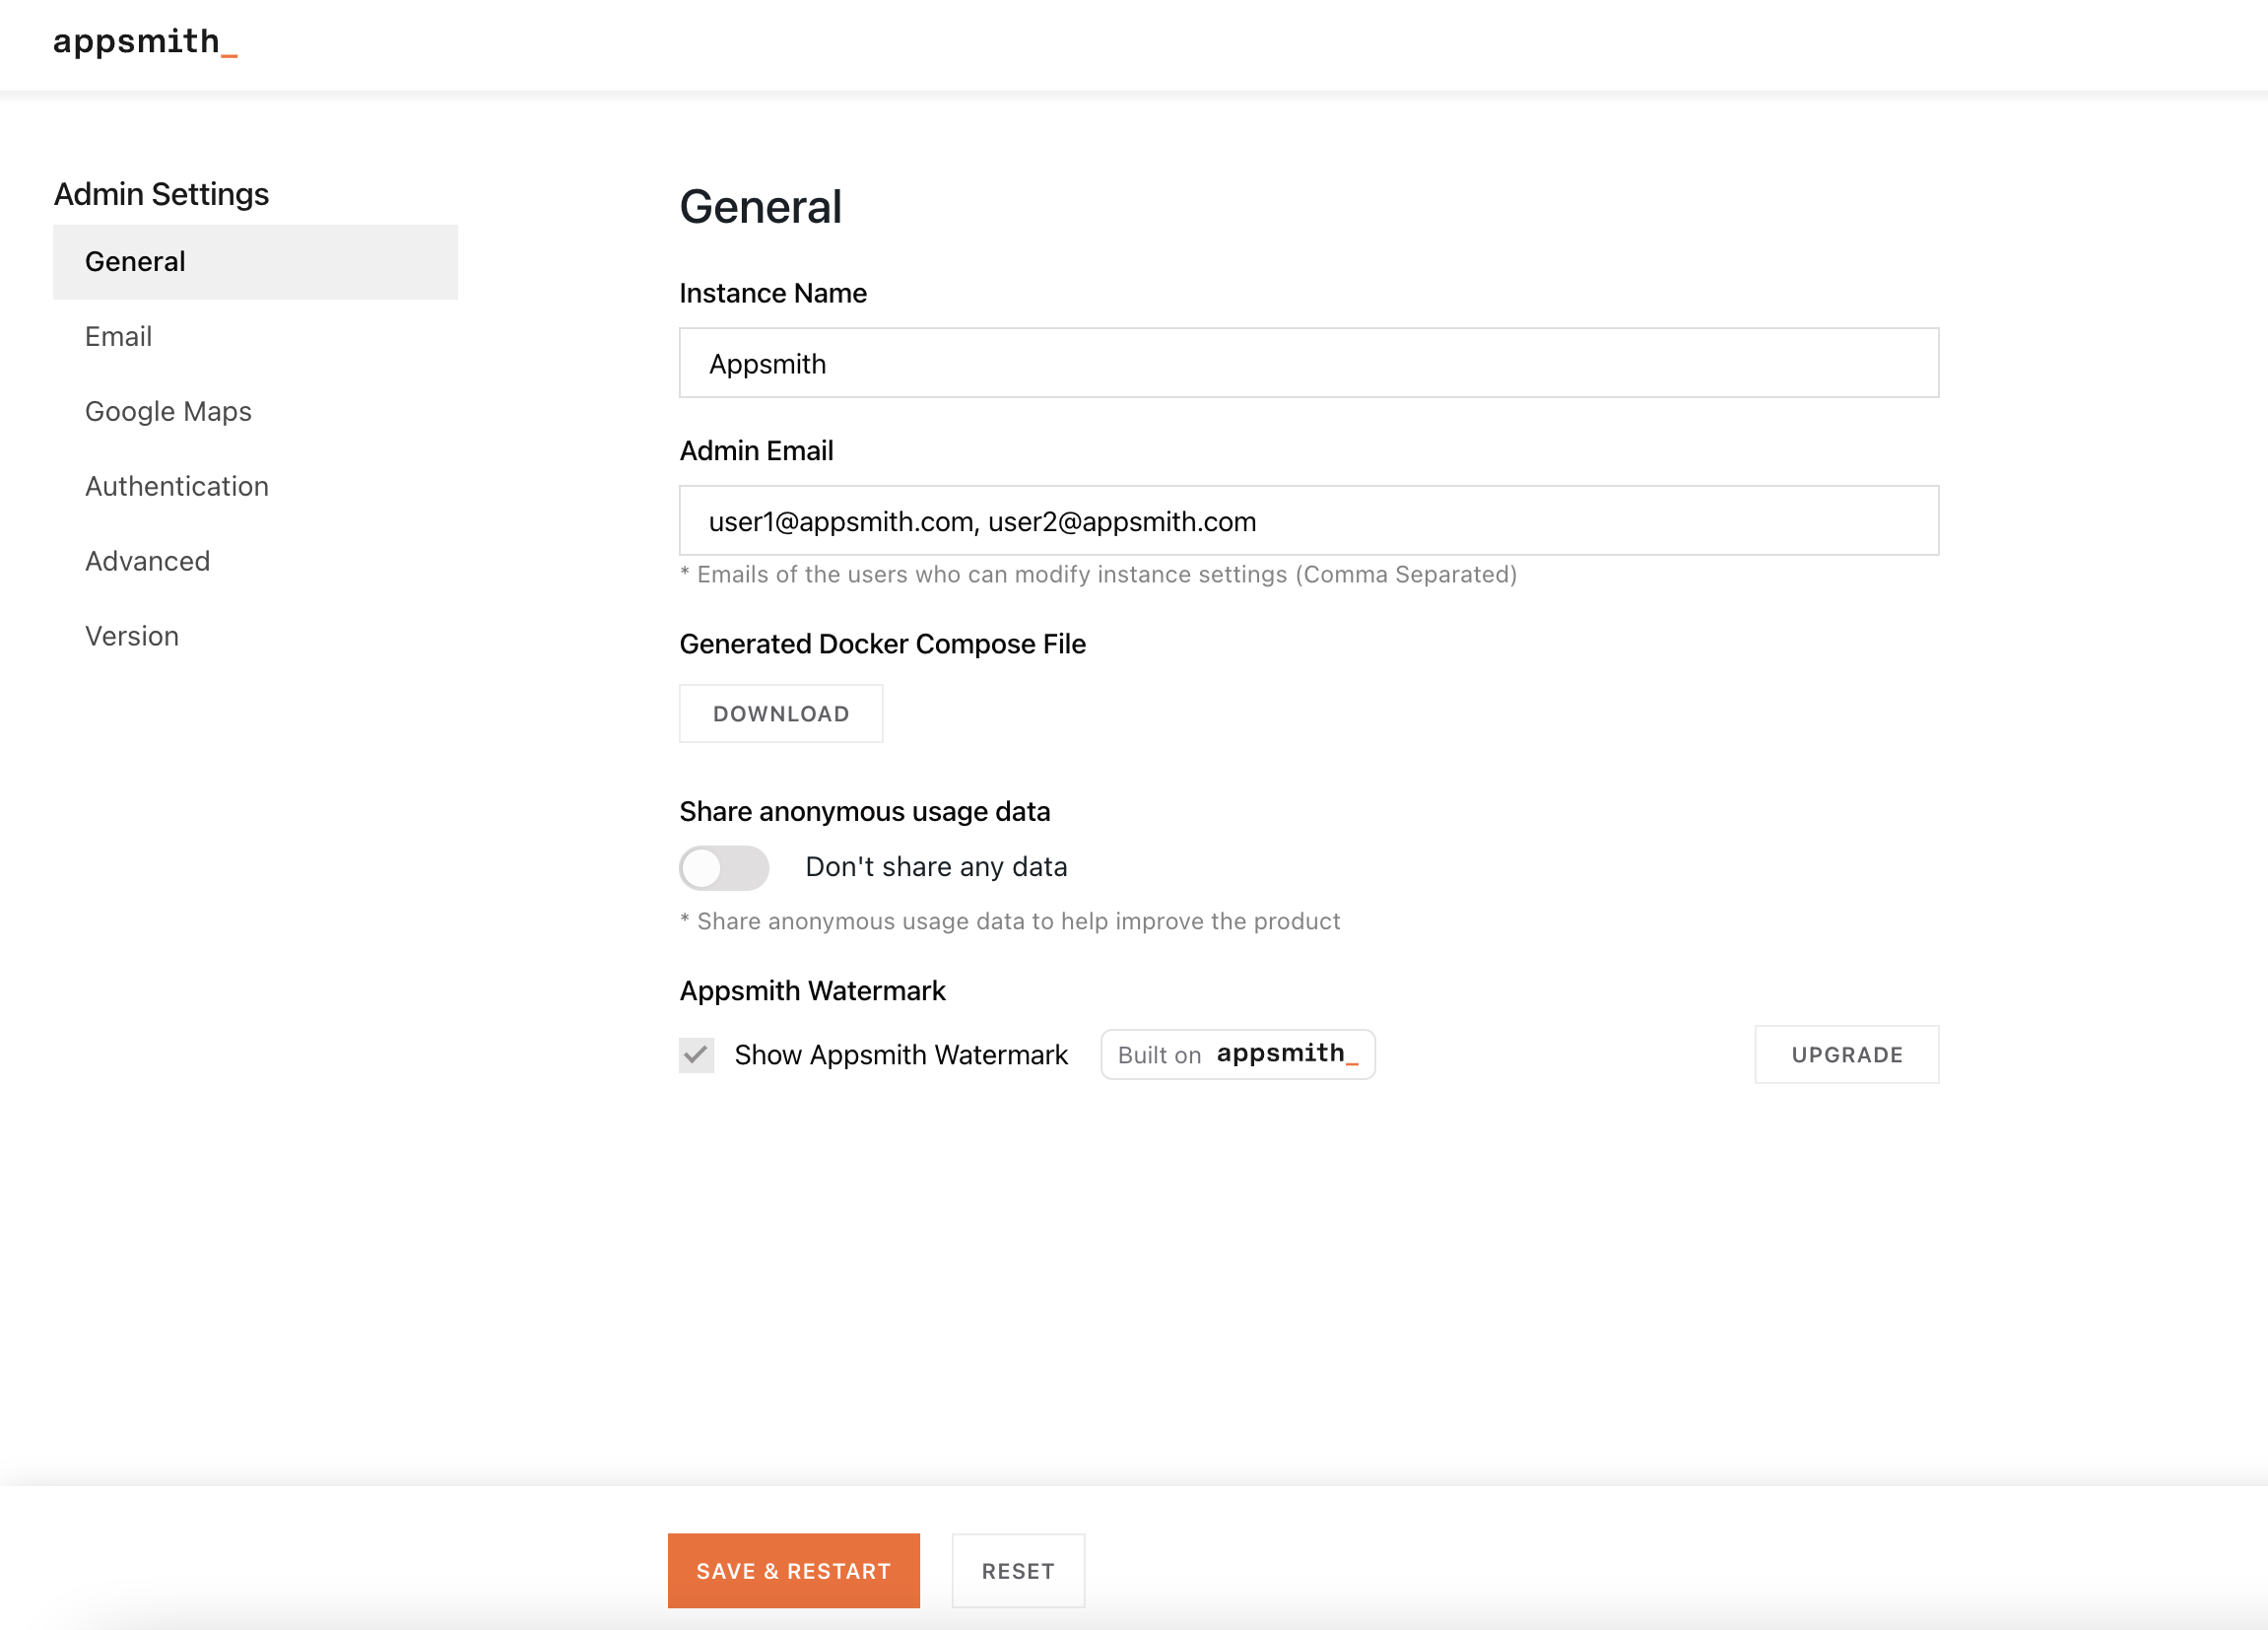 appsmith_
Admin Settings
General
Email
Google Maps
Authentication
Advanced
Version
General
Instance Name
Appsmith
Admin Email
user1@appsmith.com, user2@appsmith.com
* Emails of the users who can modify instance settings (Comma Separated)
Generated Docker Compose File
DOWNLOAD
Share anonymous usage data
Don't share any data
* Share anonymous usage data to help improve the product
Appsmith Watermark
Show Appsmith Watermark Built on appsmith_ UPGRADE
SAVE & RESTART RESET